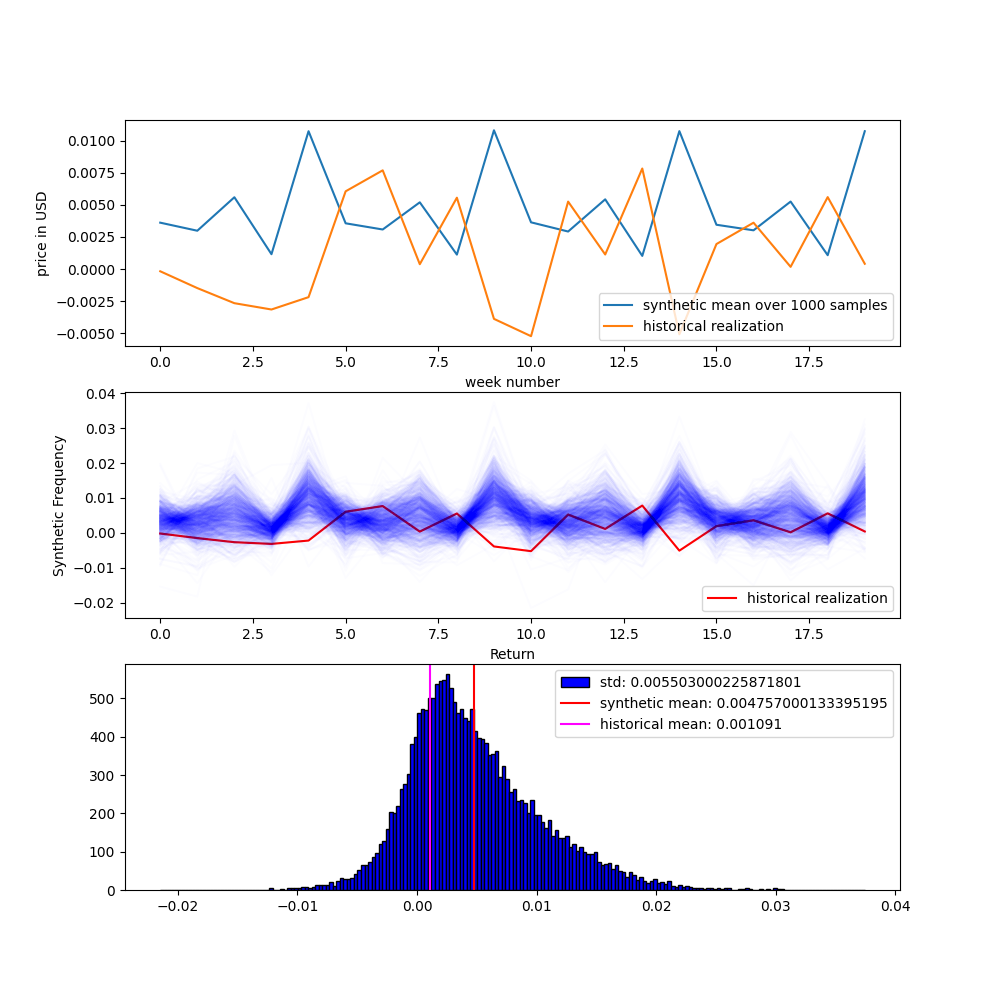 0.0100
0.0075
0.0050
0.0025
0.0000
−0.0025
−0.0050
price in USD
synthetic mean over 1000 samples
historical realization
0.0 2.5 5.0 7.5 10.0 12.5 15.0 17.5
week number
0.04
0.03
0.02
0.01
0.00
−0.01
−0.02
Synthetic Frequency
historical realization
0.0 2.5 5.0 7.5 10.0 12.5 15.0 17.5
Return
500
400
300
200
100
0
std: 0.005503000225871801
synthetic mean: 0.004757000133395195
historical mean: 0.001091
−0.02 −0.01 0.00 0.01 0.02 0.03 0.04